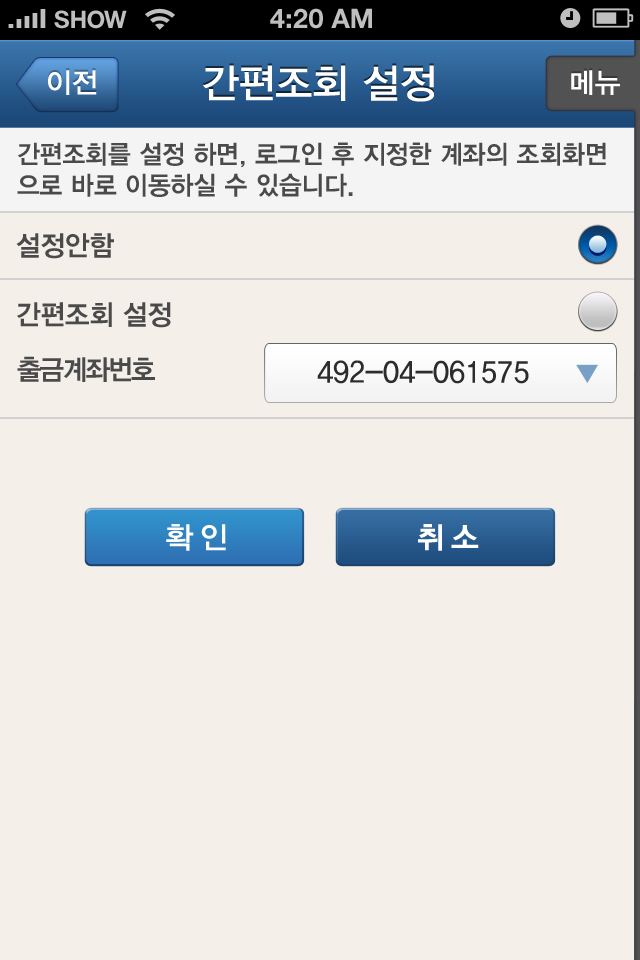 SHOW 4:20 AM
이전 간편조회 설정 메뉴
간편조회를 설정 하면, 로그인 후 지정한 계좌의 조회화면
으로 바로 이동하실 수 있습니다.
설정안함
간편조회 설정
출금계좌번호 492-04-061575
확인 취소